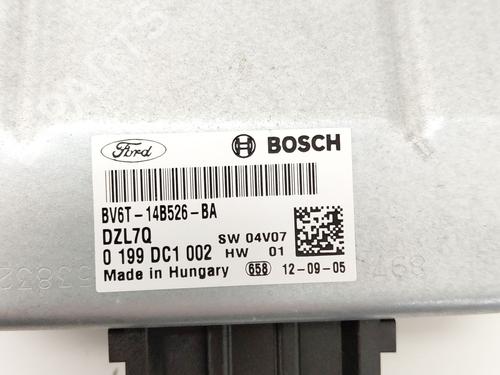 Ford
BOSCH
BV6T-14B526-BA
DZL7Q
SW 04V07
0 199 DC1 002
HW 01
Made in Hungary
658
12-09-05